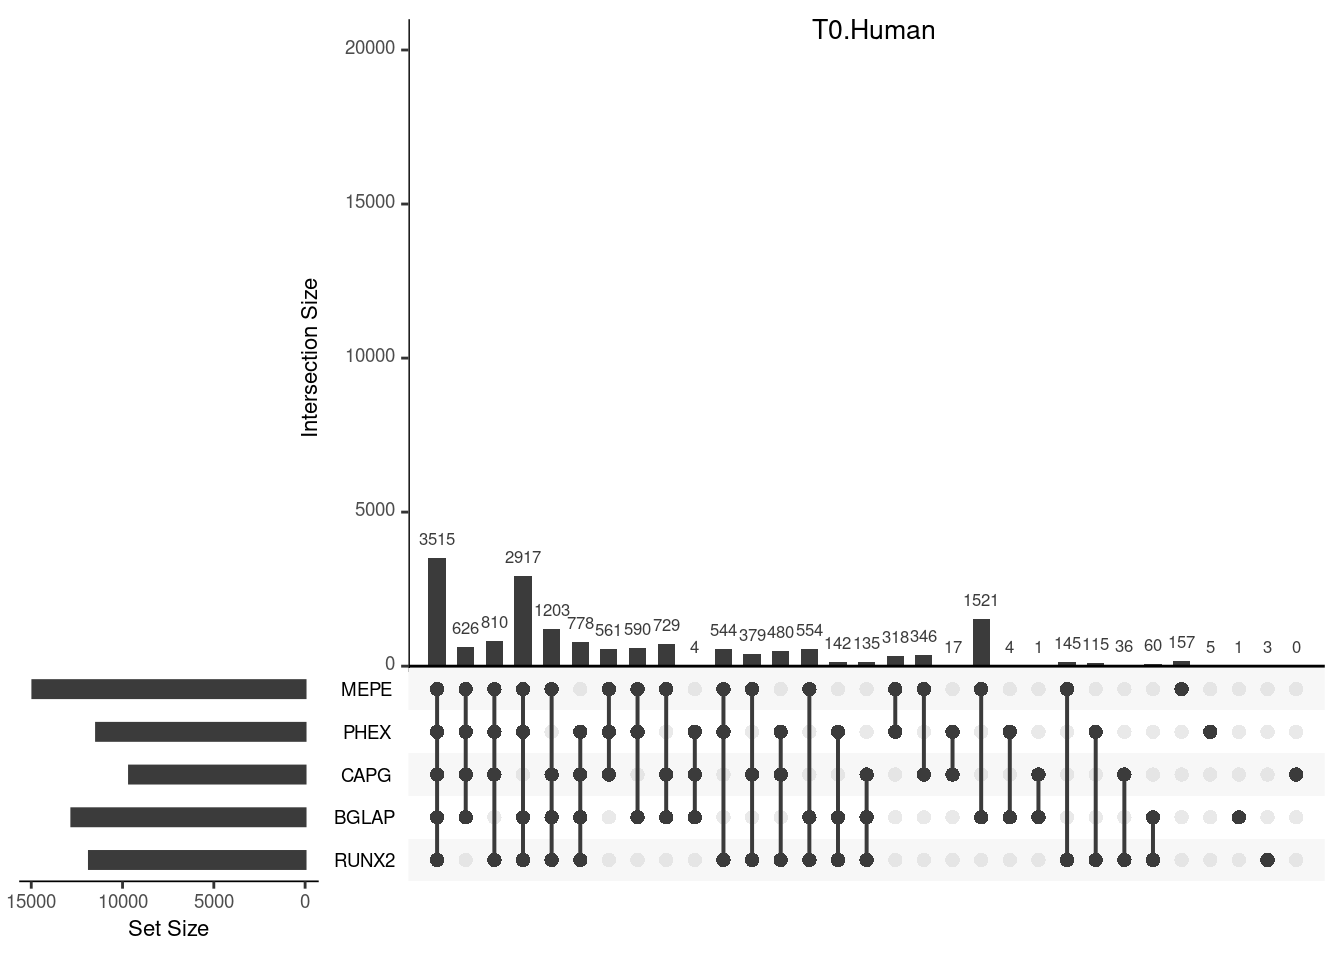 T0.Human
20000
15000
10000
5000
0
Intersection Size
3515 626 810 2917 1203 778 561 590 729 4 544 379 480 554 142 135 318 346 17 1521 4 1 145 115 36 60 157 5 1 3 0
MEPE
PHEX
CAPG
BGLAP
RUNX2
15000 10000 5000 0
Set Size